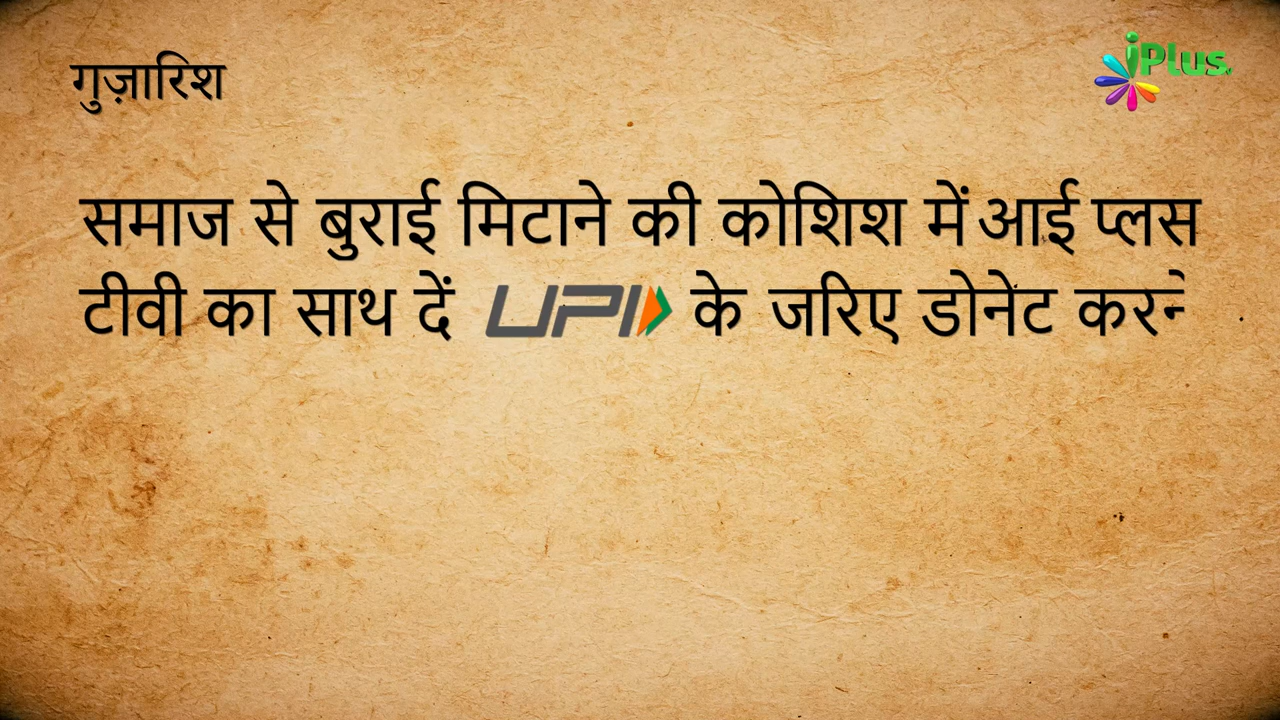 गुज़ारिश
iPlus
समाज से बुराई मिटाने की कोशिश में आई प्लस
टीवी का साथ दें UPI के जरिए डोनेट करने